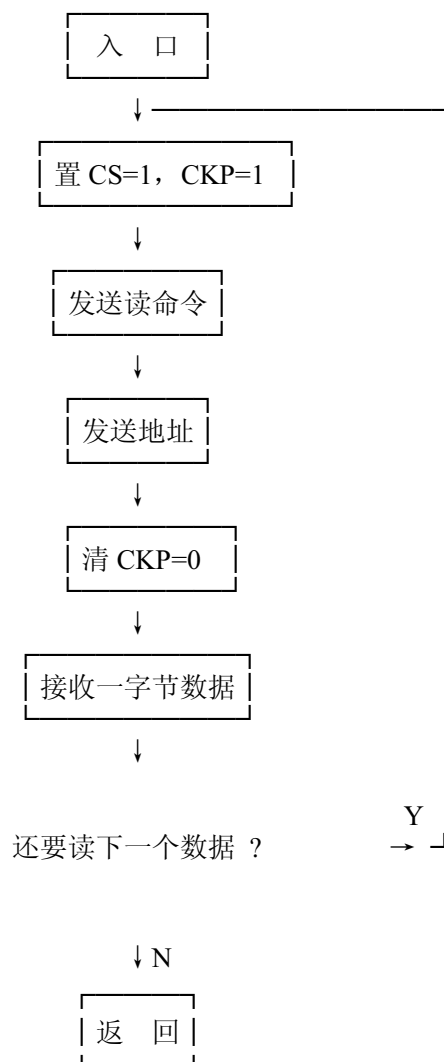 入 口
置 CS=1，CKP=1
发送读命令
发送地址
清 CKP=0
接收一字节数据
Y
还要读下一个数据 ?
N
返 回